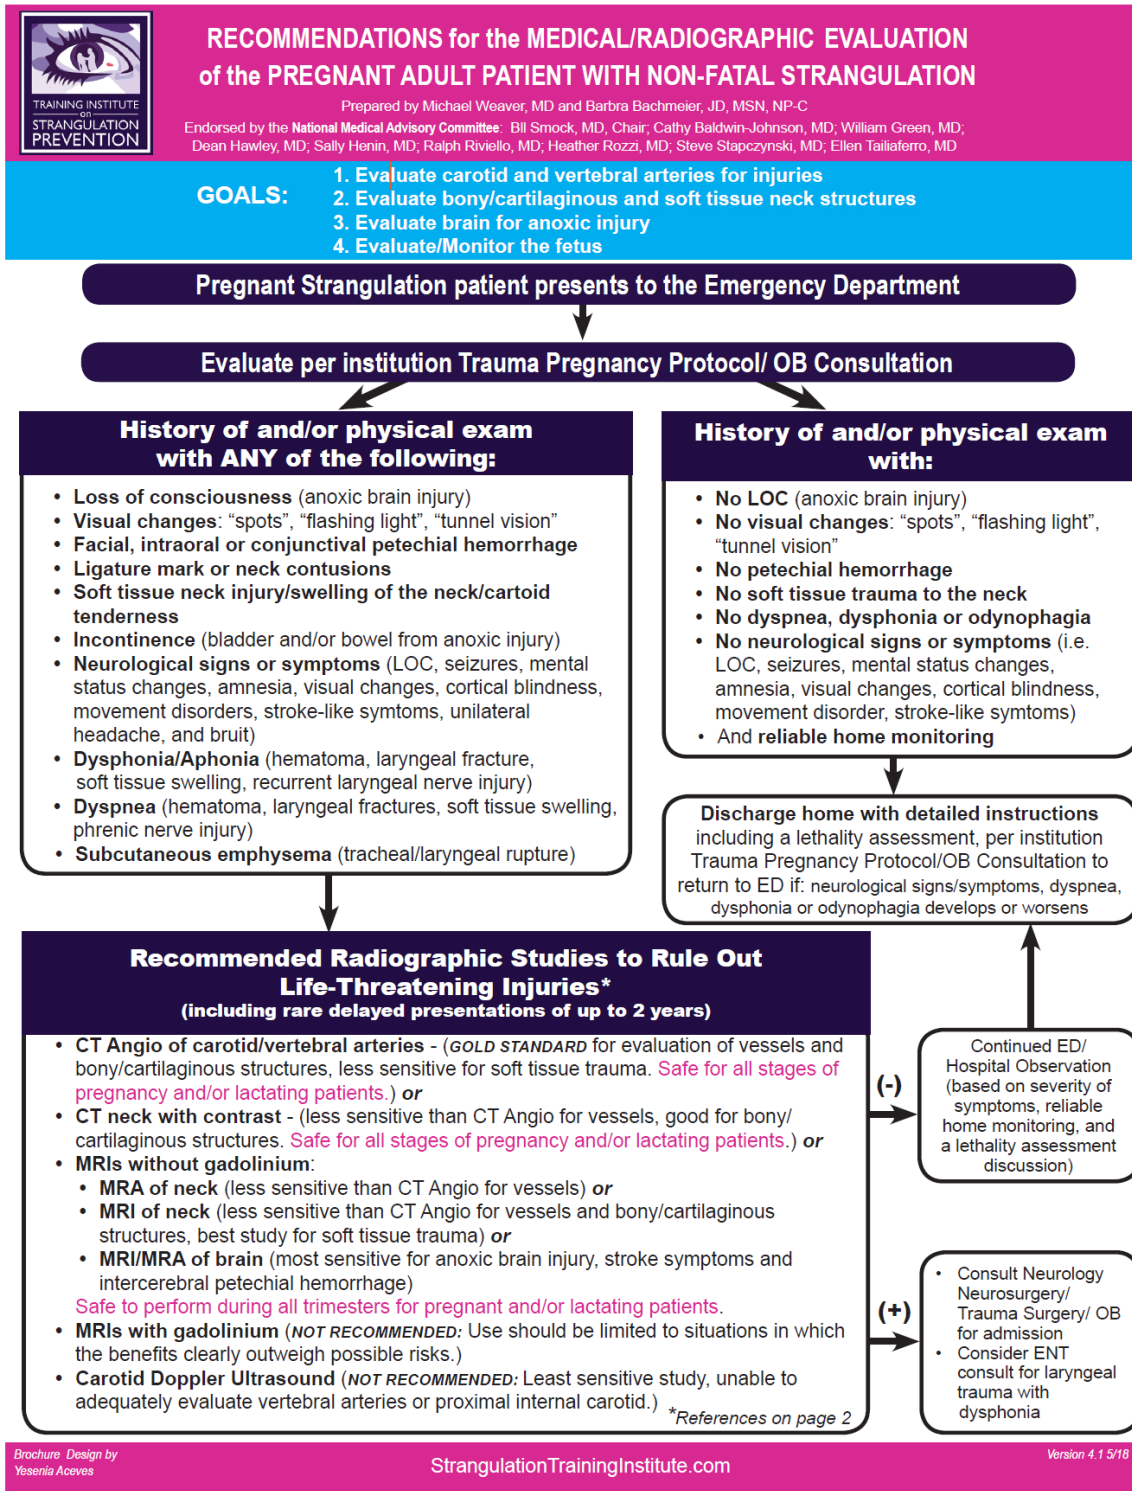 TRAINING INSTITUTE
on
STRANGULATION
PREVENTION
RECOMMENDATIONS for the MEDICAL/RADIOGRAPHIC EVALUATION
of the PREGNANT ADULT PATIENT WITH NON-FATAL STRANGULATION
Prepared by Michael Weaver, MD and Barbra Bachmeier, JD, MSN, NP-C
Endorsed by the National Medical Advisory Committee: Bll Smock, MD, Chair; Cathy Baldwin-Johnson, MD; William Green, MD;
Dean Hawley, MD; Sally Henin, MD; Ralph Riviello, MD; Heather Rozzi, MD; Steve Stapczynski, MD; Ellen Tailiaferro, MD
GOALS:
1. Evaluate carotid and vertebral arteries for injuries
2. Evaluate bony/cartilaginous and soft tissue neck structures
3. Evaluate brain for anoxic injury
4. Evaluate/Monitor the fetus
Pregnant Strangulation patient presents to the Emergency Department
Evaluate per institution Trauma Pregnancy Protocol/ OB Consultation
History of and/or physical exam
with ANY of the following:
• Loss of consciousness (anoxic brain injury)
• Visual changes: “spots”, “flashing light”, “tunnel vision”
• Facial, intraoral or conjunctival petechial hemorrhage
• Ligature mark or neck contusions
• Soft tissue neck injury/swelling of the neck/cartoid
tenderness
• Incontinence (bladder and/or bowel from anoxic injury)
• Neurological signs or symptoms (LOC, seizures, mental
status changes, amnesia, visual changes, cortical blindness,
movement disorders, stroke-like symtoms, unilateral
headache, and bruit)
• Dysphonia/Aphonia (hematoma, laryngeal fracture,
soft tissue swelling, recurrent laryngeal nerve injury)
• Dyspnea (hematoma, laryngeal fractures, soft tissue swelling,
phrenic nerve injury)
• Subcutaneous emphysema (tracheal/laryngeal rupture)
History of and/or physical exam
with:
• No LOC (anoxic brain injury)
• No visual changes: “spots”, “flashing light”,
“tunnel vision”
• No petechial hemorrhage
• No soft tissue trauma to the neck
• No dyspnea, dysphonia or odynophagia
• No neurological signs or symptoms (i.e.
LOC, seizures, mental status changes,
amnesia, visual changes, cortical blindness,
movement disorder, stroke-like symtoms)
• And reliable home monitoring
Discharge home with detailed instructions
including a lethality assessment, per institution
Trauma Pregnancy Protocol/OB Consultation to
return to ED if: neurological signs/symptoms, dyspnea,
dysphonia or odynophagia develops or worsens
Recommended Radiographic Studies to Rule Out
Life-Threatening Injuries*
(including rare delayed presentations of up to 2 years)
• CT Angio of carotid/vertebral arteries - (GOLD STANDARD for evaluation of vessels and
bony/cartilaginous structures, less sensitive for soft tissue trauma. Safe for all stages of
pregnancy and/or lactating patients.) or
• CT neck with contrast - (less sensitive than CT Angio for vessels, good for bony/
cartilaginous structures. Safe for all stages of pregnancy and/or lactating patients.) or
• MRIs without gadolinium:
• MRA of neck (less sensitive than CT Angio for vessels) or
• MRI of neck (less sensitive than CT Angio for vessels and bony/cartilaginous
structures, best study for soft tissue trauma) or
• MRI/MRA of brain (most sensitive for anoxic brain injury, stroke symptoms and
intercerebral petechial hemorrhage)
Safe to perform during all trimesters for pregnant and/or lactating patients.
• MRIs with gadolinium (NOT RECOMMENDED: Use should be limited to situations in which
the benefits clearly outweigh possible risks.)
• Carotid Doppler Ultrasound (NOT RECOMMENDED: Least sensitive study, unable to
adequately evaluate vertebral arteries or proximal internal carotid.)
*References on page 2
(-)
Continued ED/
Hospital Observation
(based on severity of
symptoms, reliable
home monitoring, and
a lethality assessment
discussion)
(+)
• Consult Neurology
Neurosurgery/
Trauma Surgery/ OB
for admission
• Consider ENT
consult for laryngeal
trauma with
dysphonia
Brochure Design by
Yesenia Aceves
StrangulationTrainingInstitute.com
Version 4.1 5/18